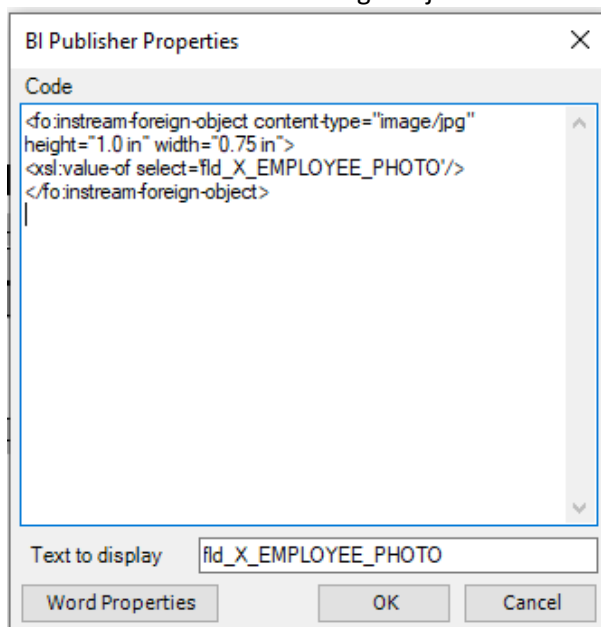 BI Publisher Properties
Code
<fo:instream-foreign-object content-type="image/jpg"
height="1.0 in" width="0.75 in">
<xsl:value-of select='fld_X_EMPLOYEE_PHOTO'/>
</fo:instream-foreign-object>
Text to display fld_X_EMPLOYEE_PHOTO
Word Properties OK Cancel